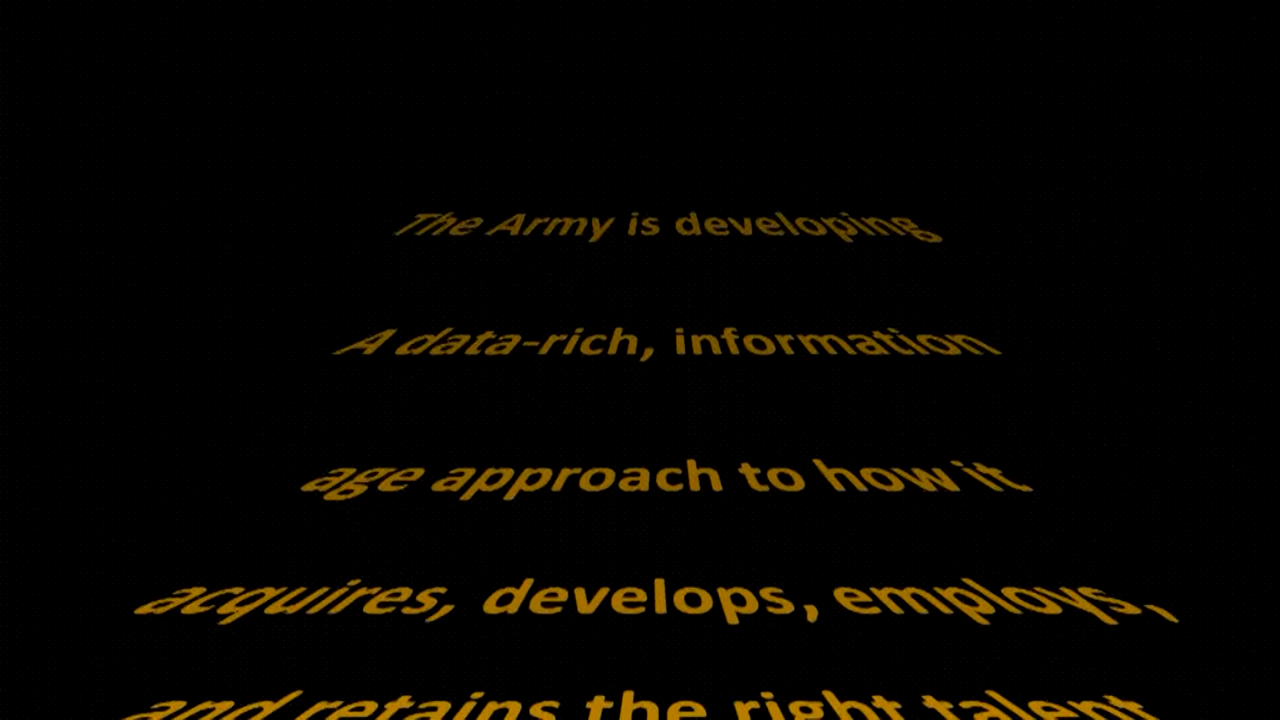 The Army is developing
A data-rich, information
age approach to how it
acquires, develops, employs,
and retains the right talent